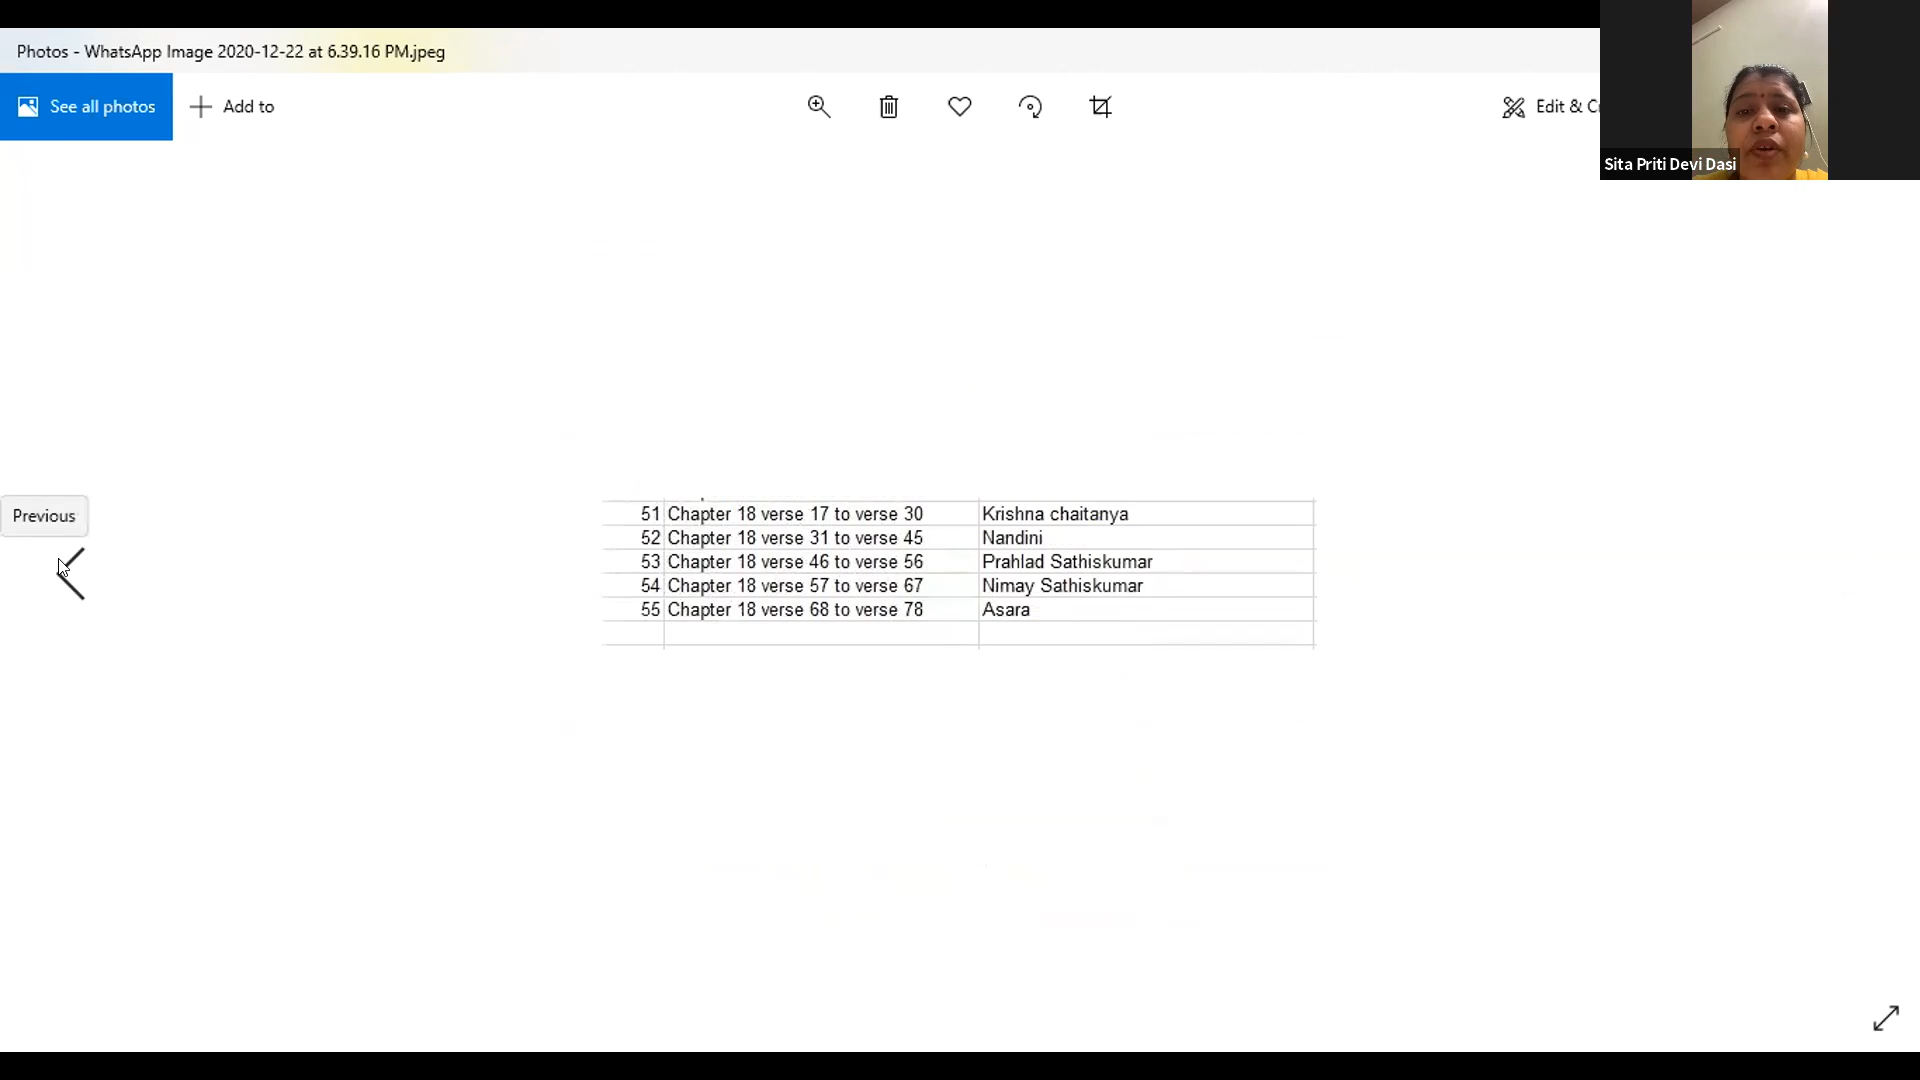 Photos - WhatsApp Image 2020-12-22 at 6.39.16 PM.jpeg
See all photos
Add to
Edit & C
Sita Priti Devi Dasi
Previous
51 Chapter 18 verse 17 to verse 30 Krishna chaitanya
52 Chapter 18 verse 31 to verse 45 Nandini
53 Chapter 18 verse 46 to verse 56 Prahlad Sathiskumar
54 Chapter 18 verse 57 to verse 67 Nimay Sathiskumar
55 Chapter 18 verse 68 to verse 78 Asara